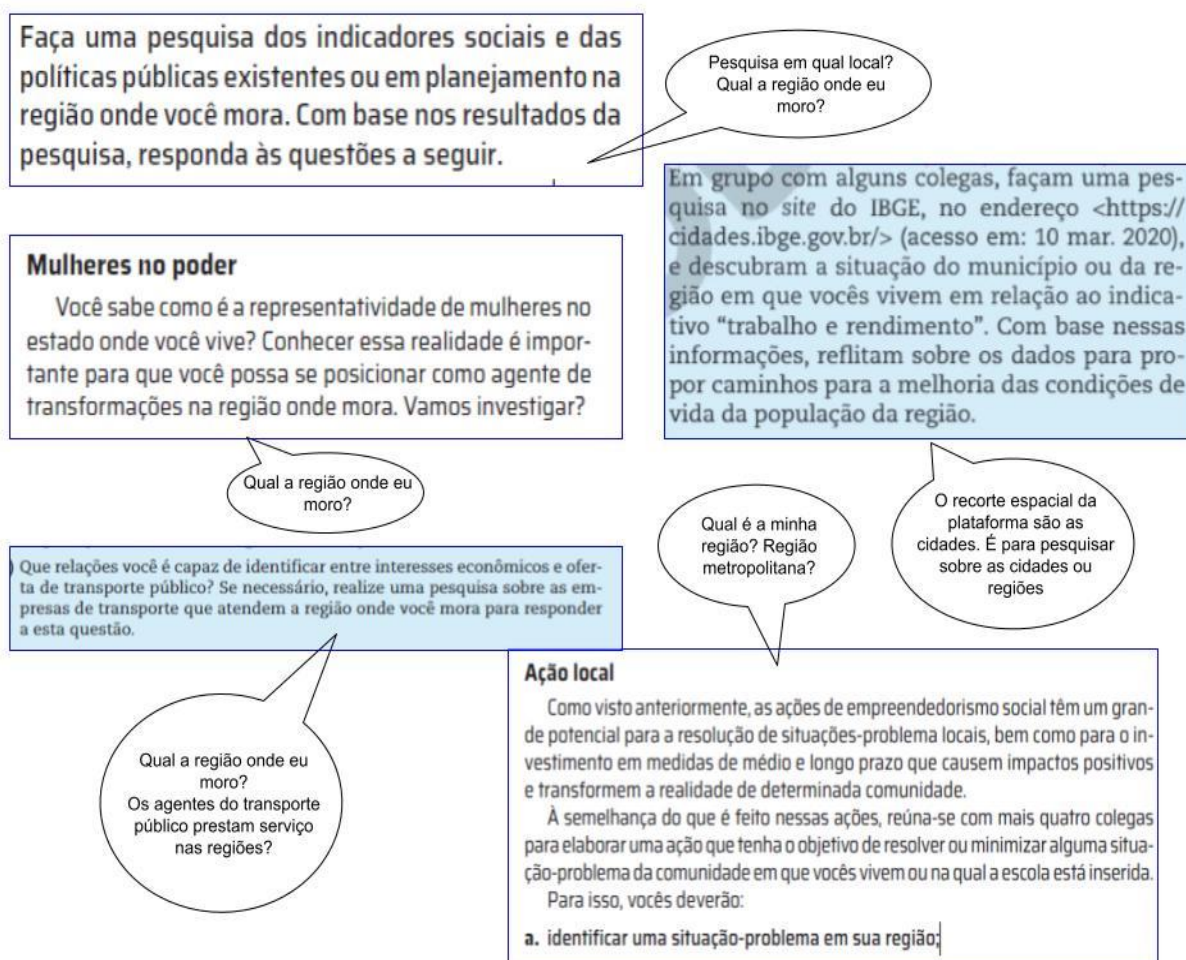 Faça uma pesquisa dos indicadores sociais e das
políticas públicas existentes ou em planejamento na
região onde você mora. Com base nos resultados da
pesquisa, responda às questões a seguir.
Pesquisa em qual local?
Qual a região onde eu
moro?
Em grupo com alguns colegas, façam uma pes-
quisa no site do IBGE, no endereço <https://
cidades.ibge.gov.br/> (acesso em: 10 mar. 2020),
e descubram a situação do município ou da re-
gião em que vocês vivem em relação ao indica-
tivo “trabalho e rendimento”. Com base nessas
informações, reflitam sobre os dados para pro-
por caminhos para a melhoria das condições de
vida da população da região.
Mulheres no poder
Você sabe como é a representatividade de mulheres no
estado onde você vive? Conhecer essa realidade é impor-
tante para que você possa se posicionar como agente de
transformações na região onde mora. Vamos investigar?
Qual a região onde eu
moro?
Qual é a minha
região? Região
metropolitana?
O recorte espacial da
plataforma são as
cidades. É para pesquisar
sobre as cidades ou
regiões
Que relações você é capaz de identificar entre interesses econômicos e ofer-
ta de transporte público? Se necessário, realize uma pesquisa sobre as em-
presas de transporte que atendem a região onde você mora para responder
a esta questão.
Qual a região onde eu
moro?
Os agentes do transporte
público prestam serviço
nas regiões?
Ação local
Como visto anteriormente, as ações de empreendedorismo social têm um gran-
de potencial para a resolução de situações-problema locais, bem como para o in-
vestimento em medidas de médio e longo prazo que causem impactos positivos
e transformem a realidade de determinada comunidade.
À semelhança do que é feito nessas ações, reúna-se com mais quatro colegas
para elaborar uma ação que tenha o objetivo de resolver ou minimizar alguma situa-
ção-problema da comunidade em que vocês vivem ou na qual a escola está inserida.
Para isso, vocês deverão:
a. identificar uma situação-problema em sua região;